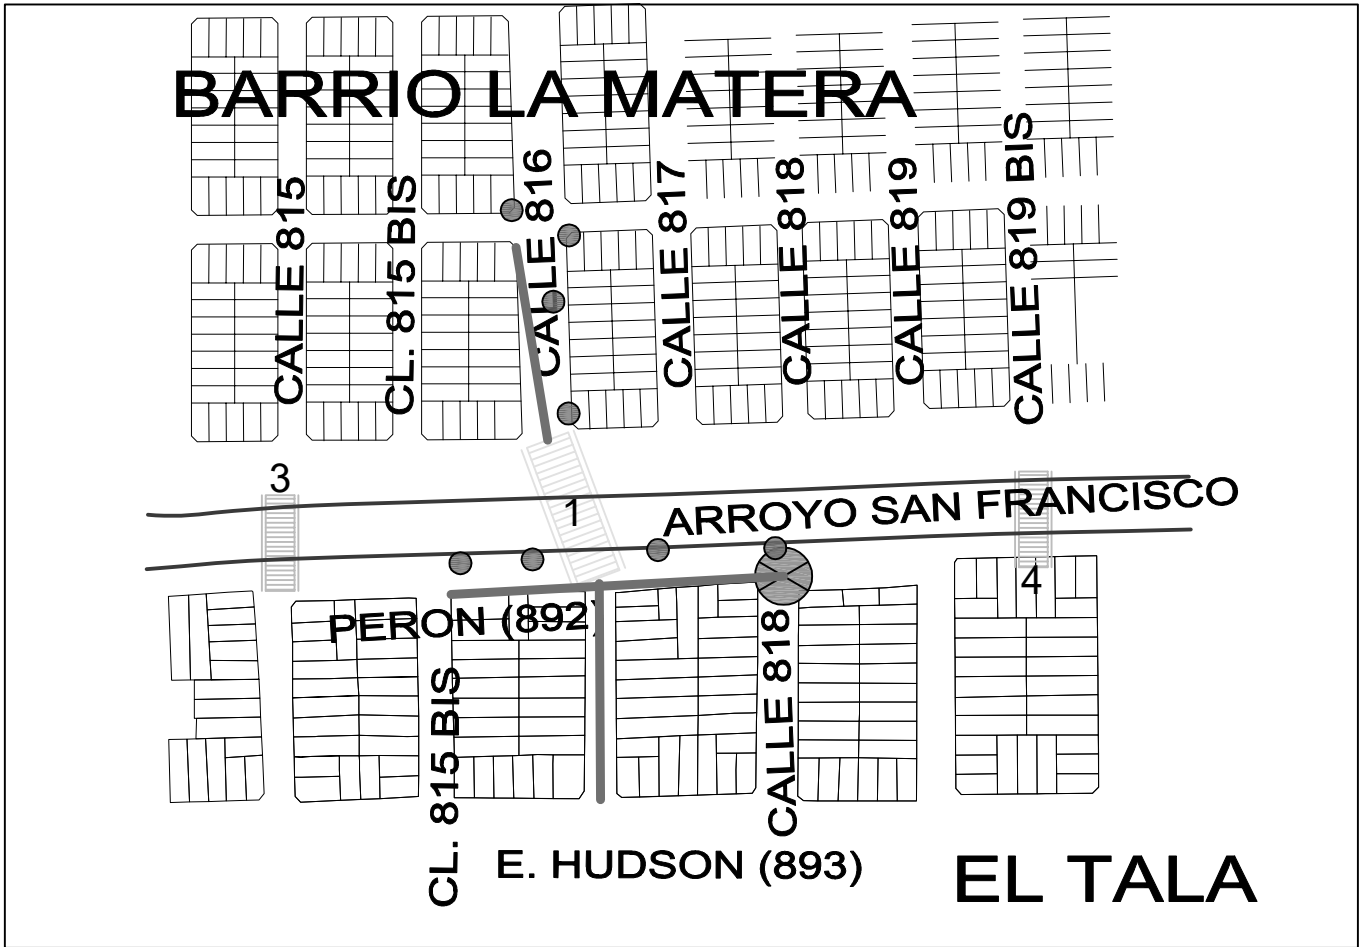 BARRIO LA MATERA
CALLE 815
CL. 815 BIS
CALLE 816
CALLE 817
CALLE 818
CALLE 819
CALLE 819 BIS
3
1
ARROYO SAN FRANCISCO
4
PERON (892)
CL. 815 BIS
CALLE 818
E. HUDSON (893)
EL TALA